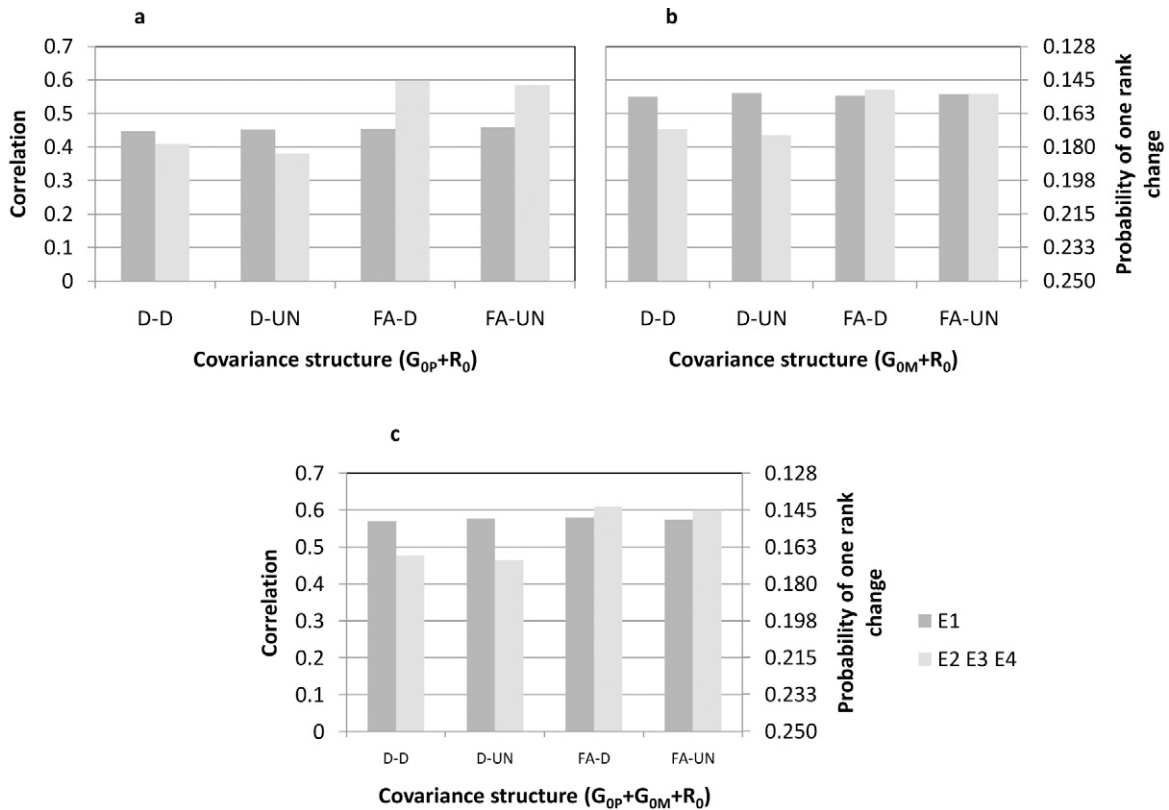 a
0.7
0.6
0.5
0.4
0.3
0.2
0.1
0
Correlation
D-D D-UN FA-D FA-UN
Covariance structure (G0P+R0)
b
0.128
0.145
0.163
0.180
0.198
0.215
0.233
0.250
Probability of one rank
change
D-D D-UN FA-D FA-UN
Covariance structure (G0M+R0)
c
0.7
0.6
0.5
0.4
0.3
0.2
0.1
0
Correlation
0.128
0.145
0.163
0.180
0.198
0.215
0.233
0.250
Probability of one rank
change
D-D D-UN FA-D FA-UN
Covariance structure (G0P+G0M+R0)
E1
E2 E3 E4